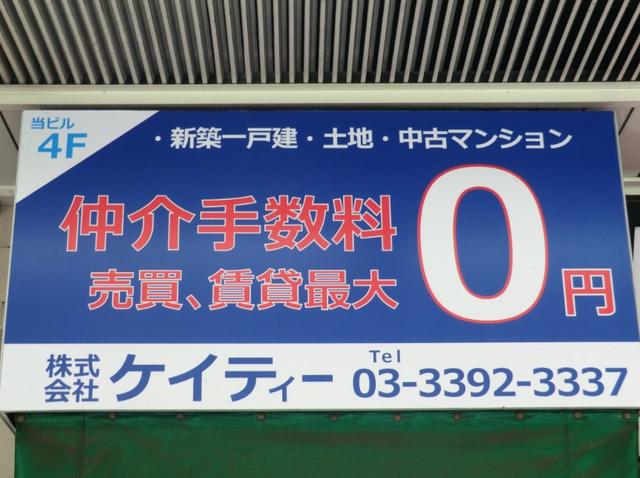 当ビル
4F
・新築一戸建・土地・中古マンション
仲介手数料
売買、賃貸最大
0円
株式会社
ケイティー
Tel
03-3392-3337